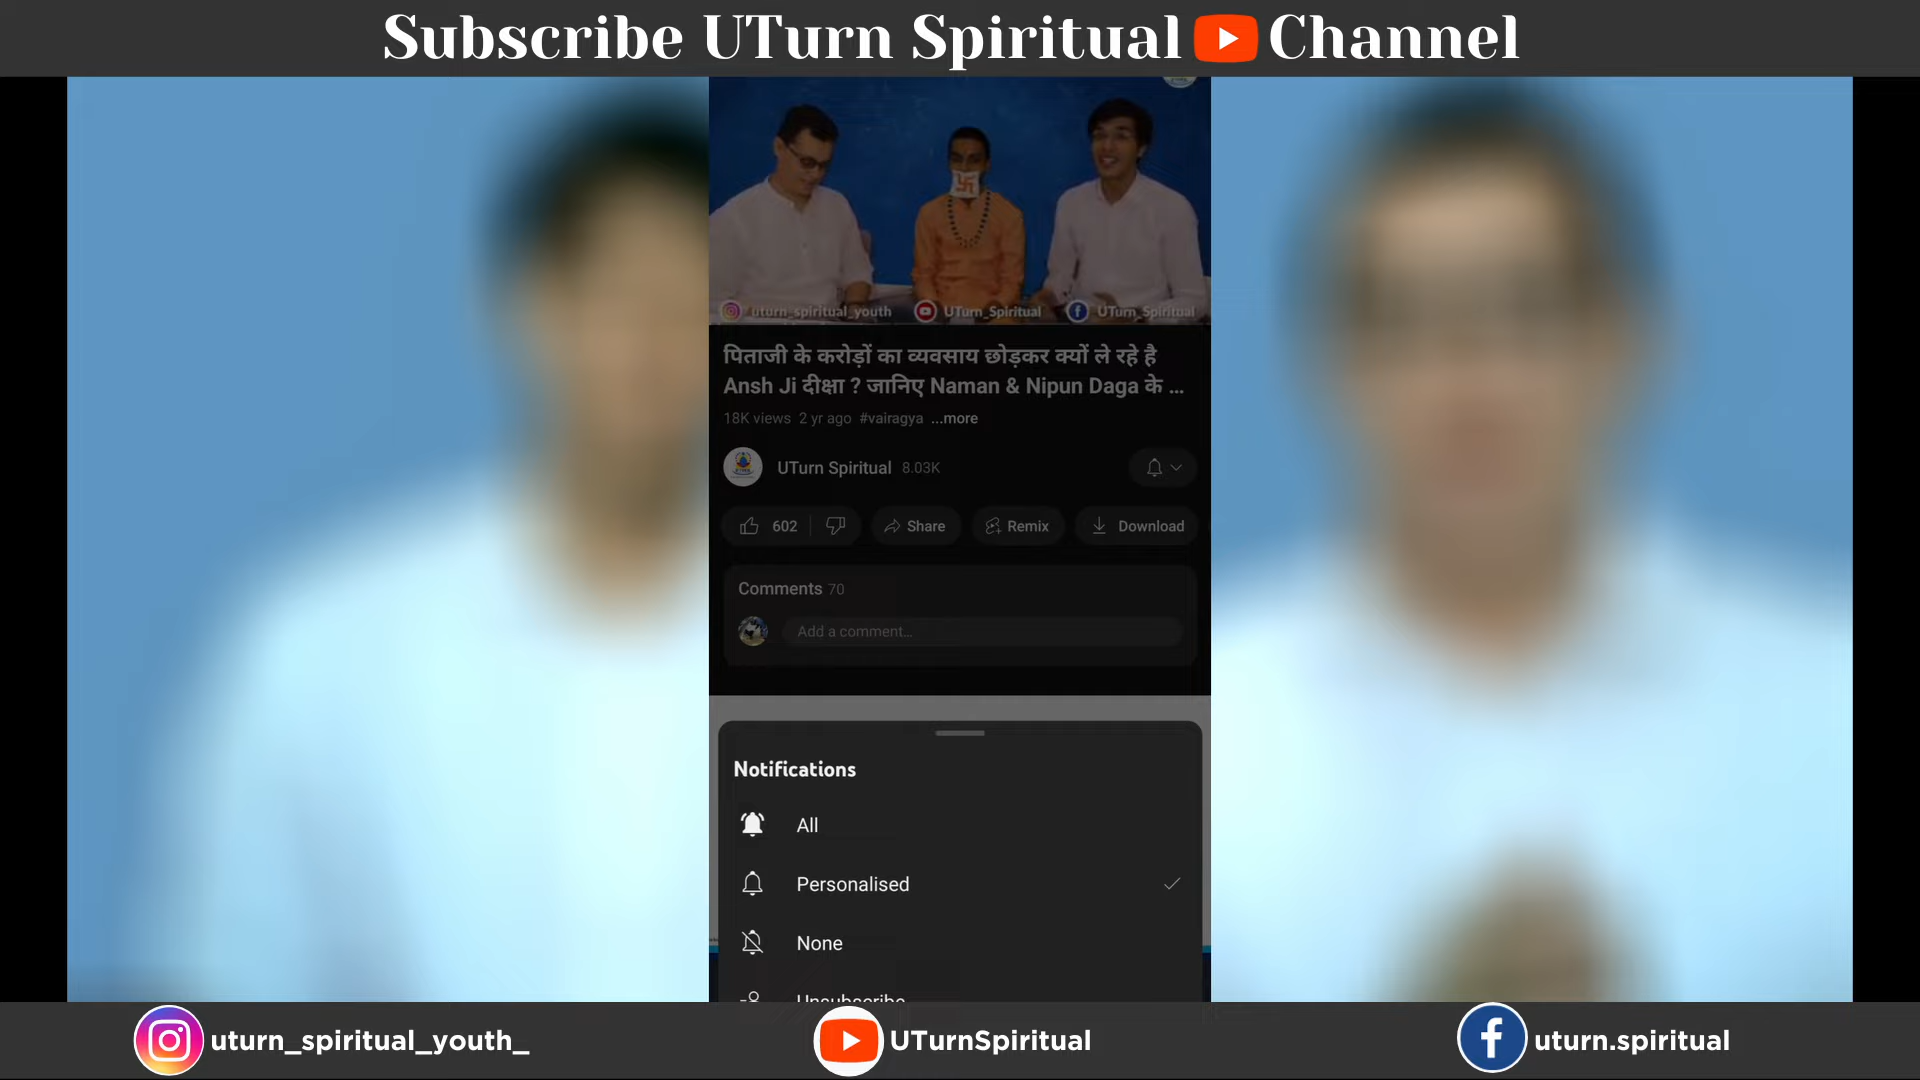 Subscribe UTurn Spiritual Channel
uturn_spiritual_youth UTurn_Spiritual UTurn_Spiritual
पिताजी के करोड़ों का व्यवसाय छोड़कर क्यों ले रहे है
Ansh Ji दीक्षा ? जानिए Naman & Nipun Daga के ...
18K views 2 yr ago #vairagya ...more
UTurn Spiritual 8.03K
602 Share Remix Download
Comments 70
Add a comment...
Notifications
All
Personalised
None
Unsubscribe
uturn_spiritual_youth_ UTurnSpiritual uturn.spiritual